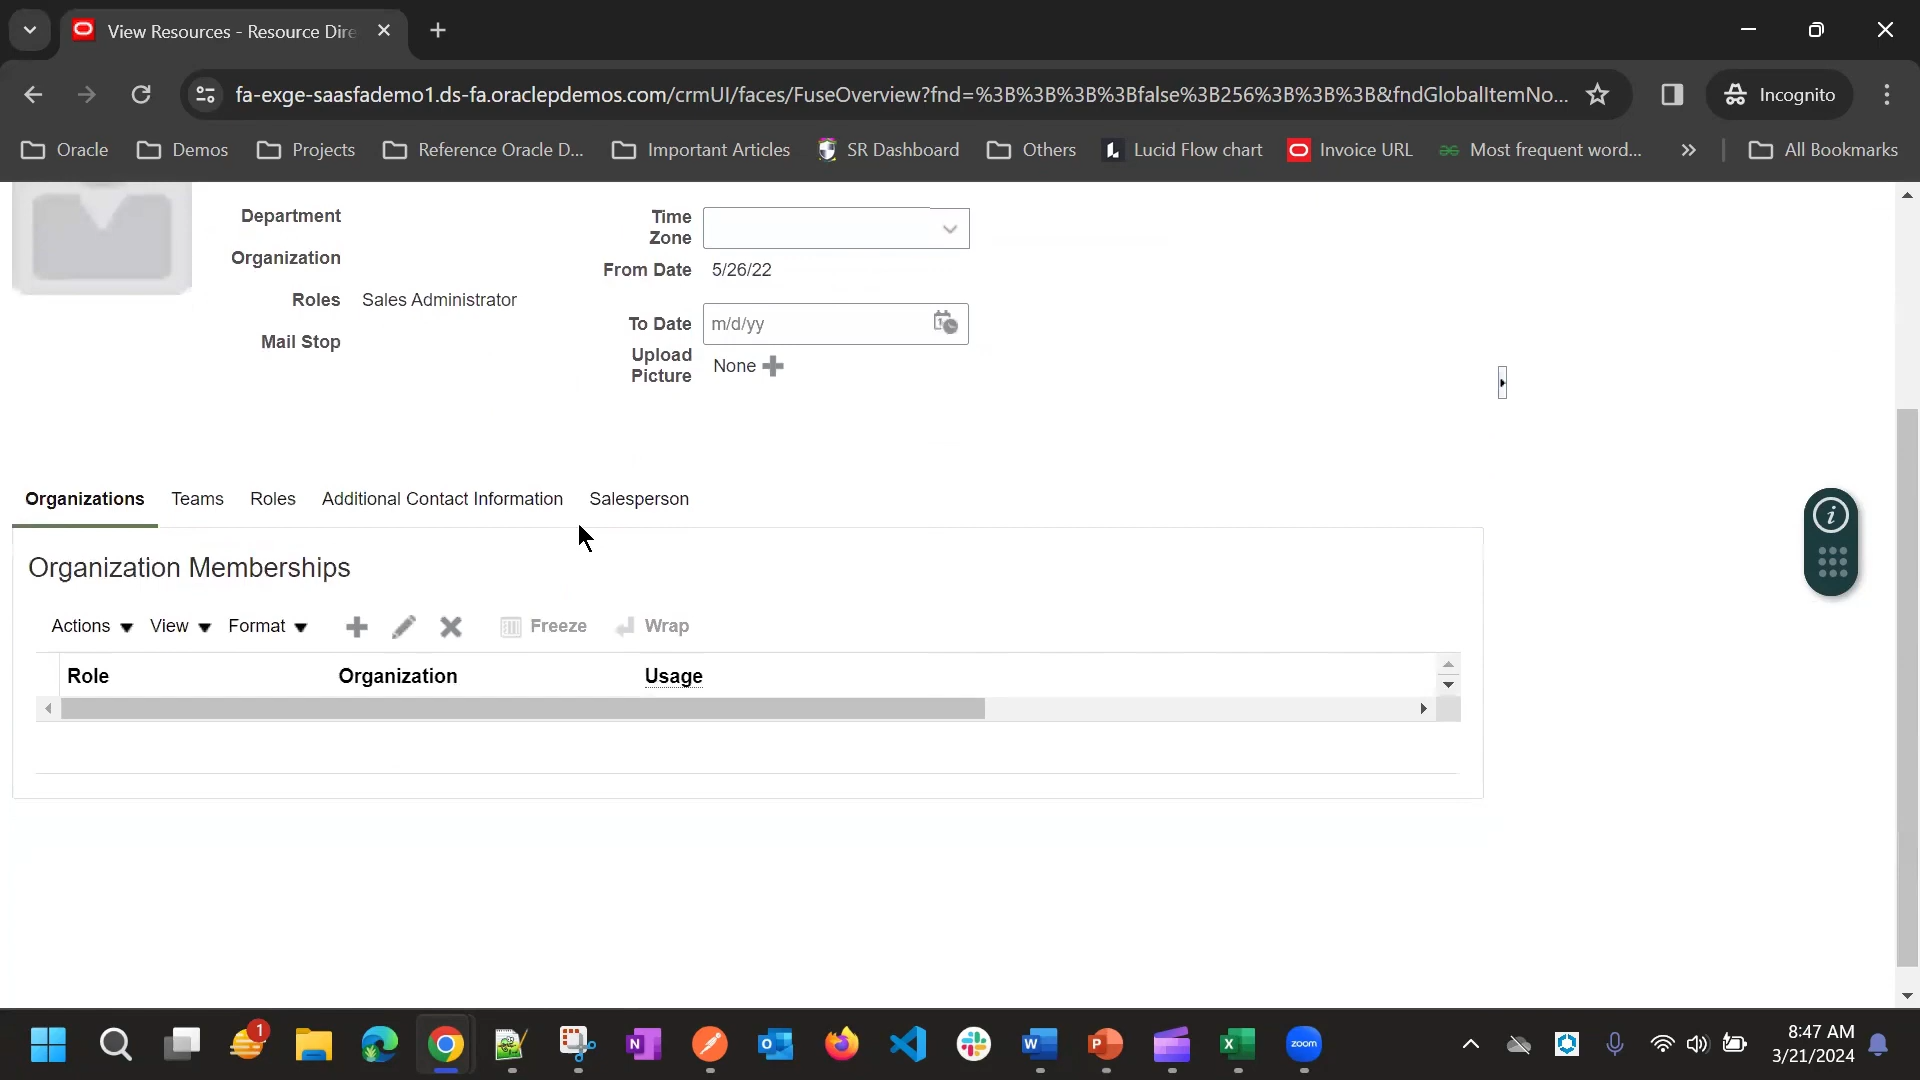 View Resources - Resource Dire
fa-exge-saasfademo1.ds-fa.oraclepdemos.com/crmUI/faces/FuseOverview?fnd=%3B%3B%3B%3Bfalse%3B256%3B%3B%3B&fndGlobalItemNo...
Incognito
Oracle
Demos
Projects
Reference Oracle D...
Important Articles
SR Dashboard
Others
Lucid Flow chart
Invoice URL
Most frequent word...
All Bookmarks
Department
Organization
Roles Sales Administrator
Mail Stop
Time
Zone
From Date 5/26/22
To Date m/d/yy
Upload
Picture
None
Organizations Teams Roles Additional Contact Information Salesperson
Organization Memberships
Actions View Format Freeze Wrap
Role Organization Usage
1
zoom
8:47 AM
3/21/2024